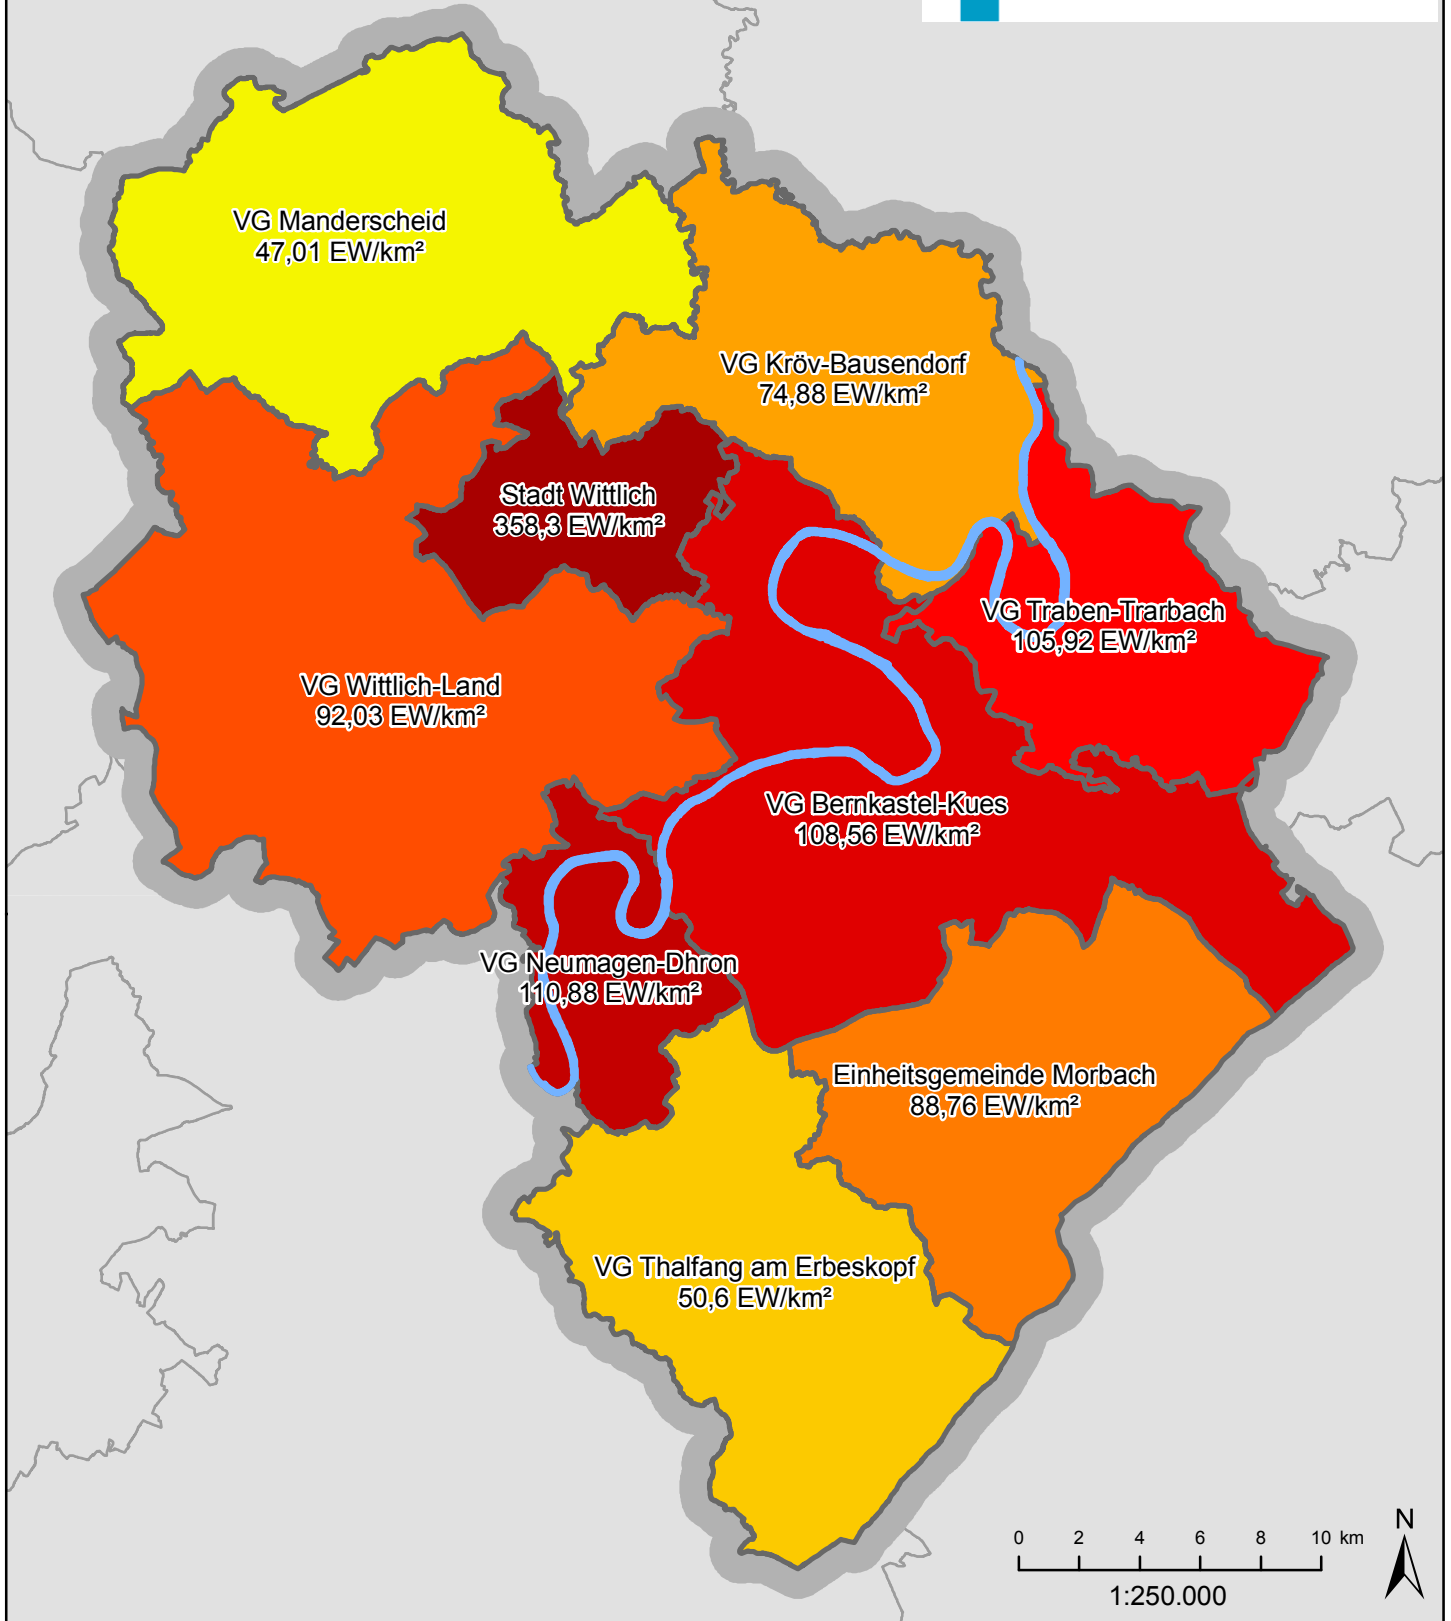 VG Manderscheid
47,01 EW/km²
VG Kröv-Bausendorf
74,88 EW/km²
Stadt Wittlich
358,3 EW/km²
VG Traben-Trarbach
105,92 EW/km²
VG Wittlich-Land
92,03 EW/km²
VG Bernkastel-Kues
108,56 EW/km²
VG Neumagen-Dhron
110,88 EW/km²
Einheitsgemeinde Morbach
88,76 EW/km²
VG Thalfang am Erbeskopf
50,6 EW/km²
0 2 4 6 8 10 km
1:250.000
N